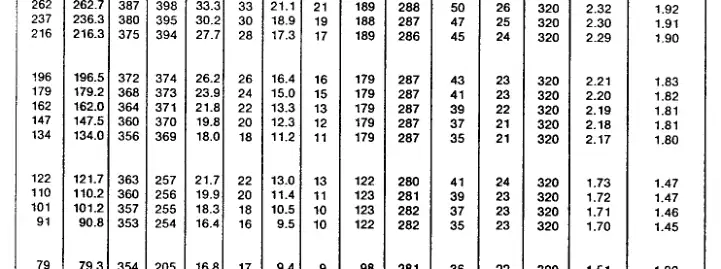 262 262.7 387 398 33.3 33 21.1 21 189 288 50 26 320 2.32 1.92
237 236.3 380 395 30.2 30 18.9 19 188 287 47 25 320 2.30 1.91
216 216.3 375 394 27.7 28 17.3 17 189 286 45 24 320 2.29 1.90
196 196.5 372 374 26.2 26 16.4 16 179 287 43 23 320 2.21 1.83
179 179.2 368 373 23.9 24 15.0 15 179 287 41 23 320 2.20 1.82
162 162.0 364 371 21.8 22 13.3 13 179 287 39 22 320 2.19 1.81
147 147.5 360 370 19.8 20 12.3 12 179 287 37 21 320 2.18 1.81
134 134.0 356 369 18.0 18 11.2 11 179 287 35 21 320 2.17 1.80
122 121.7 363 257 21.7 22 13.0 13 122 280 41 24 320 1.73 1.47
110 110.2 360 256 19.9 20 11.4 11 123 281 39 23 320 1.72 1.47
101 101.2 357 255 18.3 18 10.5 10 123 282 37 23 320 1.71 1.46
91 90.8 353 254 16.4 16 9.5 10 122 282 35 23 320 1.70 1.45
79 79.3 354 205 16.8 17 9.4 9 98 281 36 22 320 1.51